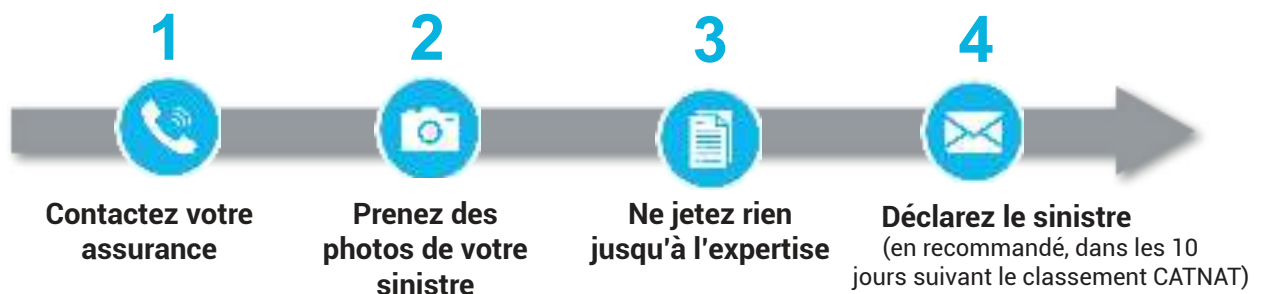 1
Contactez votre
assurance
2
Prenez des
photos de votre
sinistre
3
Ne jetez rien
jusqu'à l'expertise
4
Déclarez le sinistre
(en recommandé, dans les 10
jours suivant le classement CATNAT)